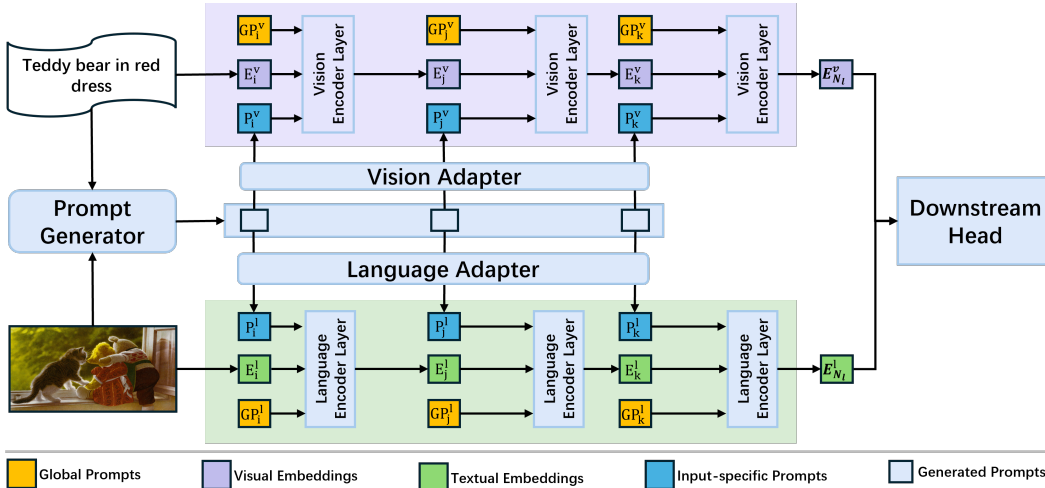 Teddy bear in red
dress
Prompt
Generator
GP_i^v
E_i^v
P_i^v
Vision
Encoder Layer
GP_j^v
E_j^v
P_j^v
Vision
Encoder Layer
GP_k^v
E_k^v
P_k^v
Vision
Encoder Layer
E_{N_l}^v
Vision Adapter
Language Adapter
Downstream
Head
P_i^l
E_i^l
GP_i^l
Language
Encoder Layer
P_j^l
E_j^l
GP_j^l
Language
Encoder Layer
P_k^l
E_k^l
GP_k^l
Language
Encoder Layer
E_{N_l}^l
Global Prompts
Visual Embeddings
Textual Embeddings
Input-specific Prompts
Generated Prompts